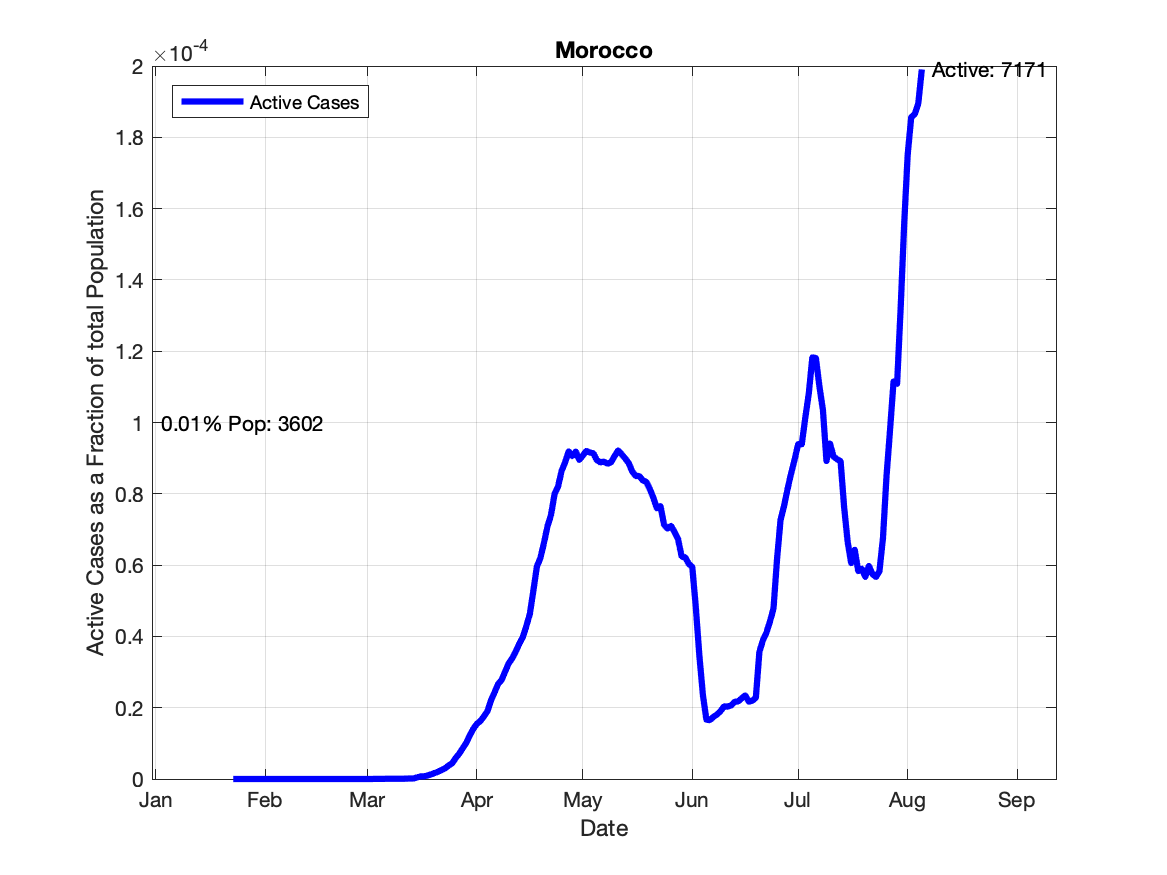 Morocco
×10⁻⁴
2
Active: 7171
Active Cases
1.8
1.6
1.4
1.2
1
0.01% Pop: 3602
0.8
0.6
0.4
0.2
0
Jan Feb Mar Apr May Jun Jul Aug Sep
Date
Active Cases as a Fraction of total Population